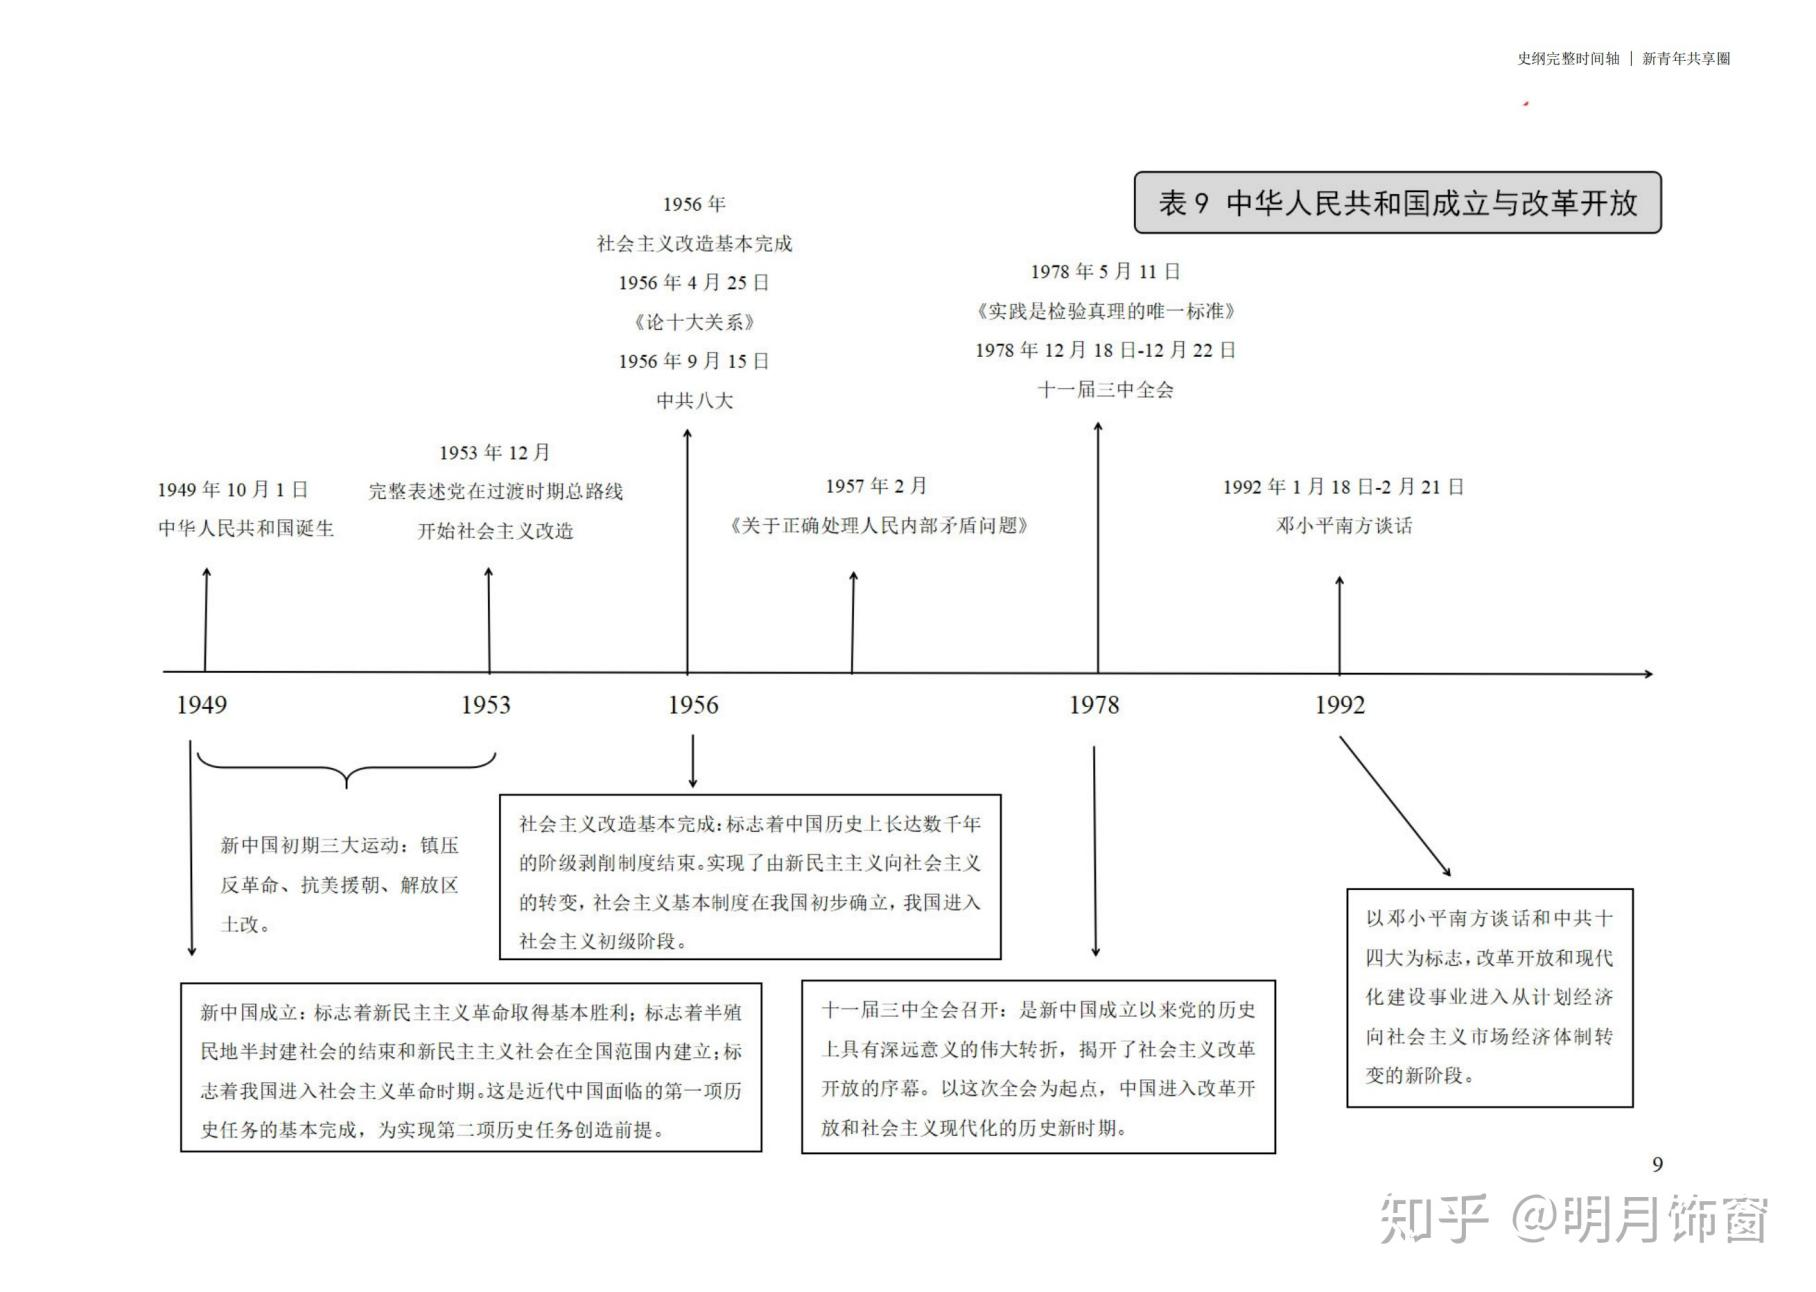 史纲完整时间轴 | 新青年共享圈
表 9 中华人民共和国成立与改革开放
1956 年
社会主义改造基本完成
1956 年 4 月 25 日
《论十大关系》
1956 年 9 月 15 日
中共八大
1978 年 5 月 11 日
《实践是检验真理的唯一标准》
1978 年 12 月 18 日-12 月 22 日
十一届三中全会
1949 年 10 月 1 日
中华人民共和国诞生
1953 年 12 月
完整表述党在过渡时期总路线
开始社会主义改造
1957 年 2 月
《关于正确处理人民内部矛盾问题》
1992 年 1 月 18 日-2 月 21 日
邓小平南方谈话
1949
1953
1956
1978
1992
新中国初期三大运动：镇压
反革命、抗美援朝、解放区
土改。
社会主义改造基本完成：标志着中国历史上长达数千年
的阶级剥削制度结束。实现了由新民主主义向社会主义
的转变，社会主义基本制度在我国初步确立，我国进入
社会主义初级阶段。
新中国成立：标志着新民主主义革命取得基本胜利；标志着半殖
民地半封建社会的结束和新民主主义社会在全国范围内建立；标
志着我国进入社会主义革命时期。这是近代中国面临的第一项历
史任务的基本完成，为实现第二项历史任务创造前提。
十一届三中全会召开：是新中国成立以来党的历史
上具有深远意义的伟大转折，揭开了社会主义改革
开放的序幕。以这次全会为起点，中国进入改革开
放和社会主义现代化的历史新时期。
以邓小平南方谈话和中共十
四大为标志，改革开放和现代
化建设事业进入从计划经济
向社会主义市场经济体制转
变的新阶段。
9
知乎 @明月饰窗